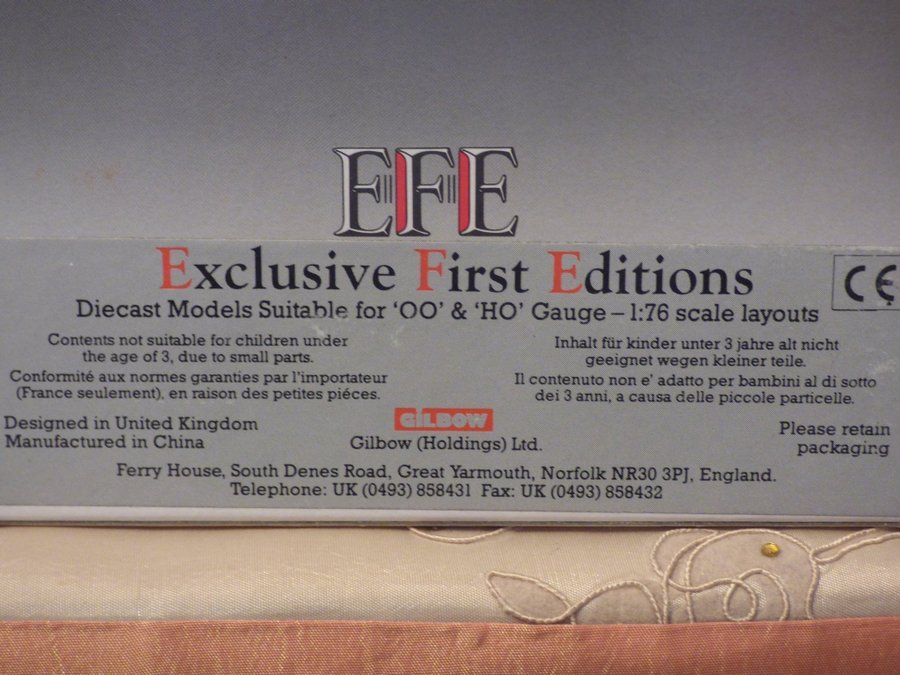 EFE
Exclusive First Editions
CE
Diecast Models Suitable for 'OO' & 'HO' Gauge – 1:76 scale layouts
Contents not suitable for children under
the age of 3, due to small parts.
Conformité aux normes garanties par l'importateur
(France seulement), en raison des petites piéces.
Inhalt für kinder unter 3 jahre alt nicht
geeignet wegen kleiner teile.
Il contenuto non e' adatto per bambini al di sotto
dei 3 anni, a causa delle piccole particelle.
Designed in United Kingdom
Manufactured in China
GILBOW
Gilbow (Holdings) Ltd.
Please retain
packaging
Ferry House, South Denes Road, Great Yarmouth, Norfolk NR30 3PJ, England.
Telephone: UK (0493) 858431 Fax: UK (0493) 858432